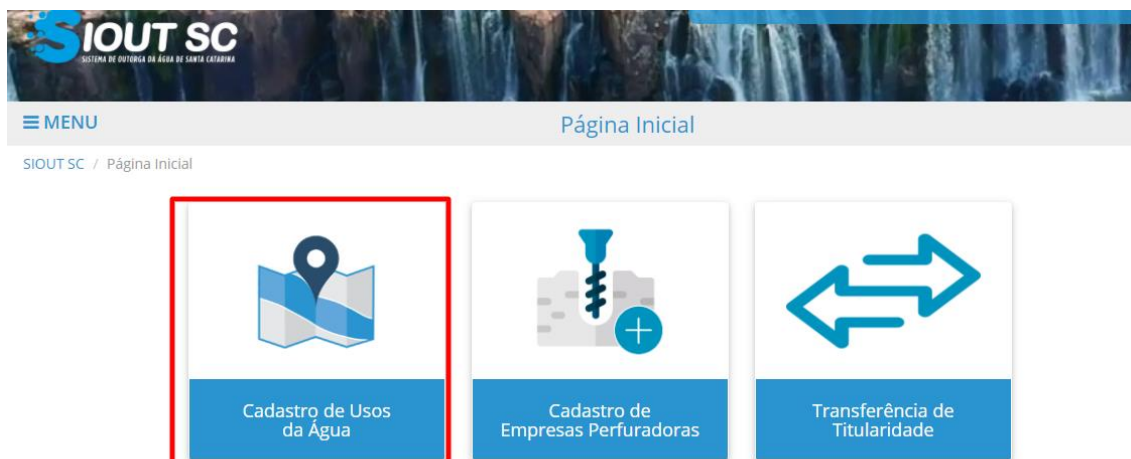 SIOUT SC
SISTEMA DE OUTORGA DA ÁGUA DE SANTA CATARINA
MENU
Página Inicial
SIOUT SC / Página Inicial
Cadastro de Usos
da Água
Cadastro de
Empresas Perfuradoras
Transferência de
Titularidade